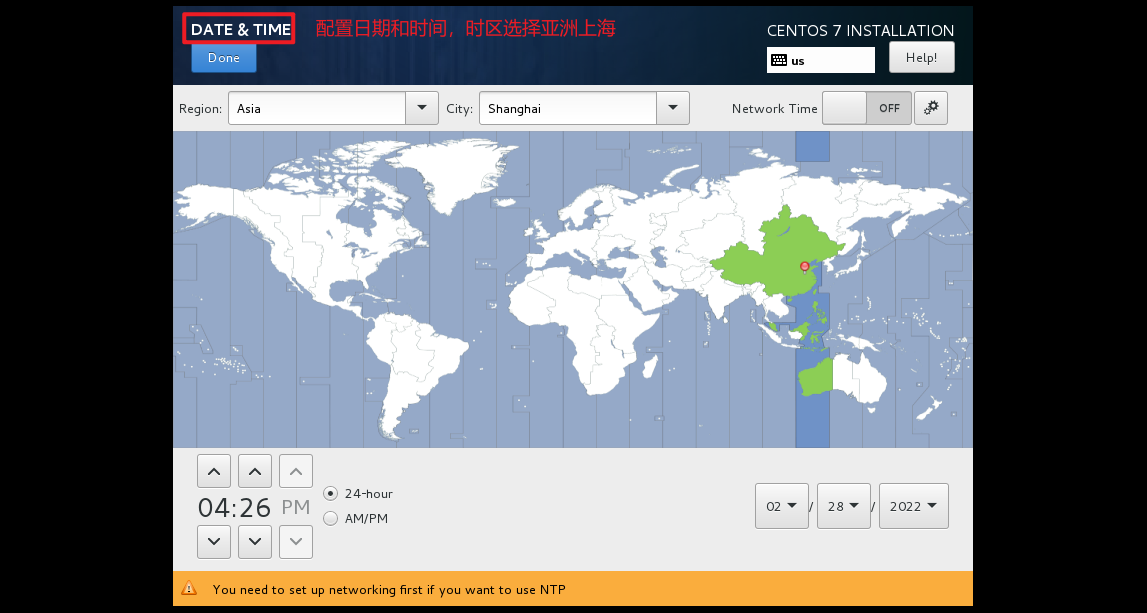 DATE & TIME
配置日期和时间，时区选择亚洲上海
CENTOS 7 INSTALLATION
Done
us
Help!
Region:
Asia
City:
Shanghai
Network Time
OFF
04:26 PM
24-hour
AM/PM
02 / 28 / 2022
You need to set up networking first if you want to use NTP